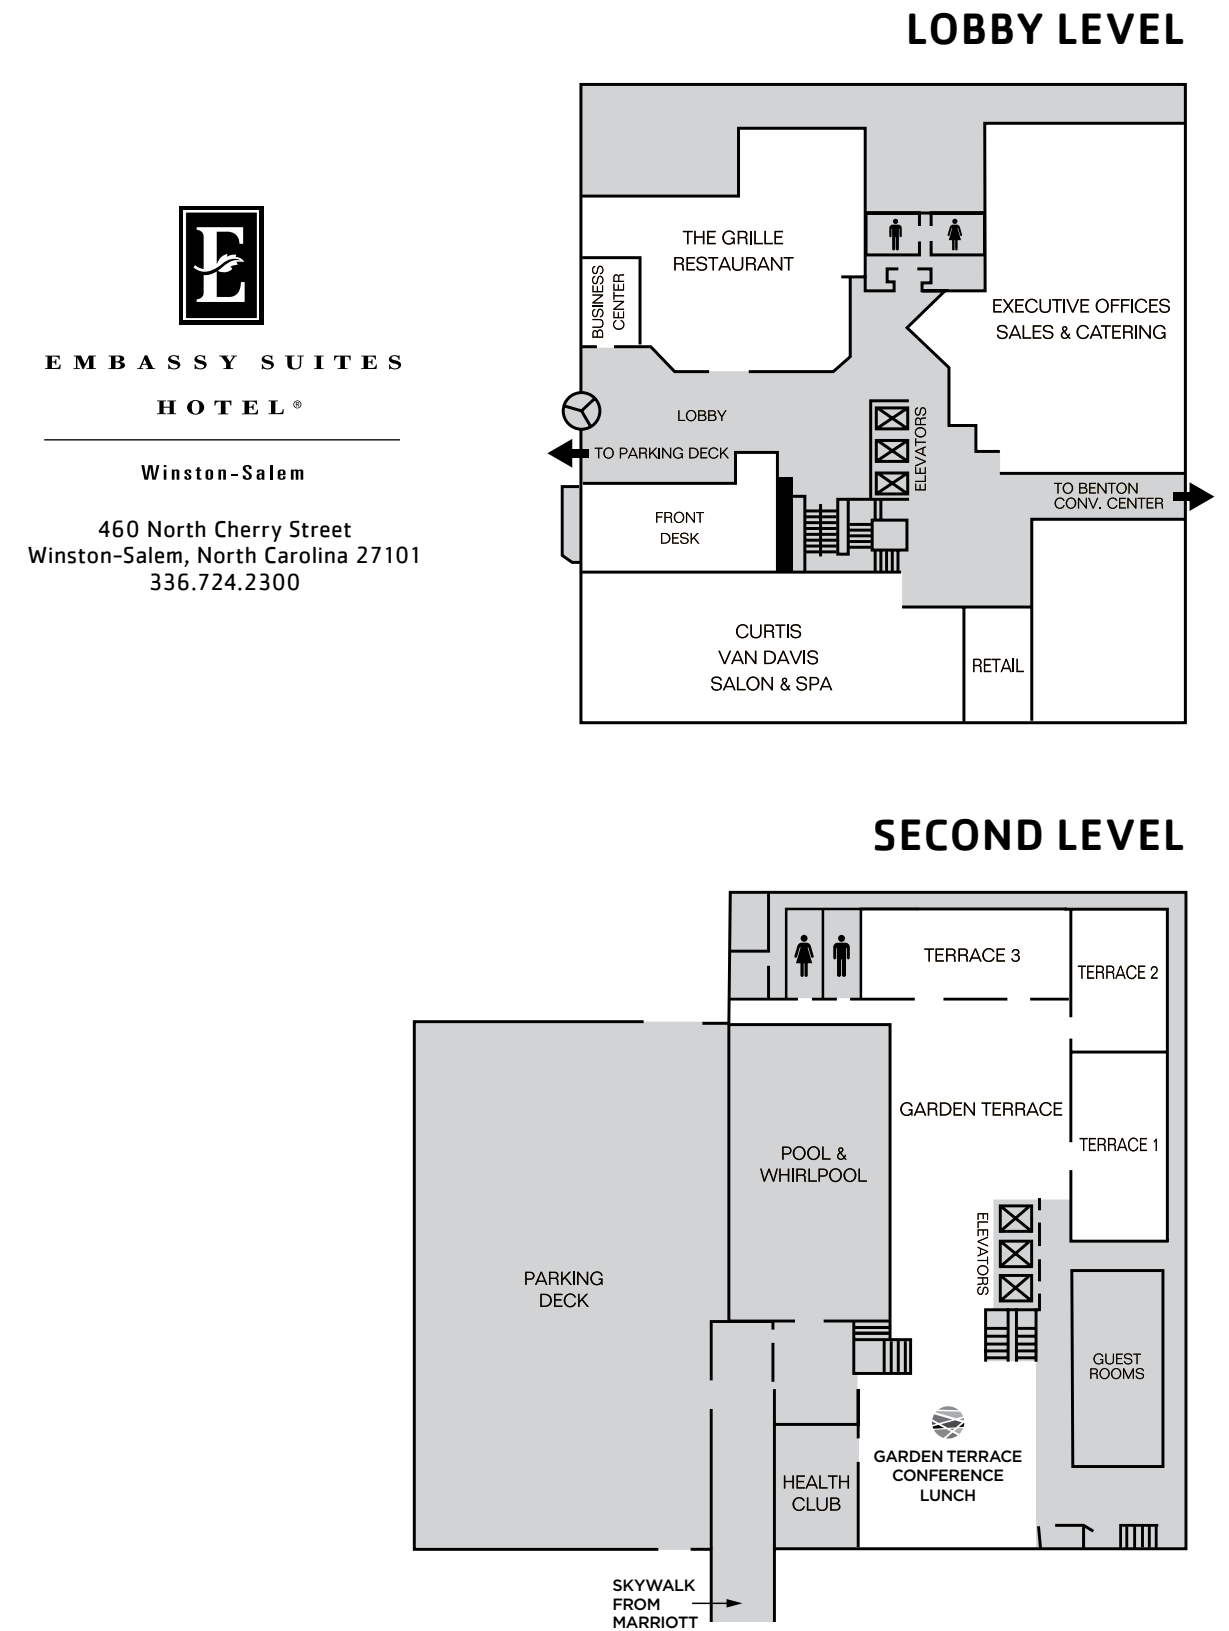 LOBBY LEVEL
E
EMBASSY SUITES
HOTEL®
Winston-Salem
460 North Cherry Street
Winston-Salem, North Carolina 27101
336.724.2300
THE GRILLE
RESTAURANT
BUSINESS
CENTER
EXECUTIVE OFFICES
SALES & CATERING
LOBBY
TO PARKING DECK
ELEVATORS
TO BENTON
CONV. CENTER
FRONT
DESK
CURTIS
VAN DAVIS
SALON & SPA
RETAIL
SECOND LEVEL
TERRACE 3
TERRACE 2
GARDEN TERRACE
TERRACE 1
POOL &
WHIRLPOOL
ELEVATORS
PARKING
DECK
GUEST
ROOMS
GARDEN TERRACE
CONFERENCE
LUNCH
HEALTH
CLUB
SKYWALK
FROM
MARRIOTT